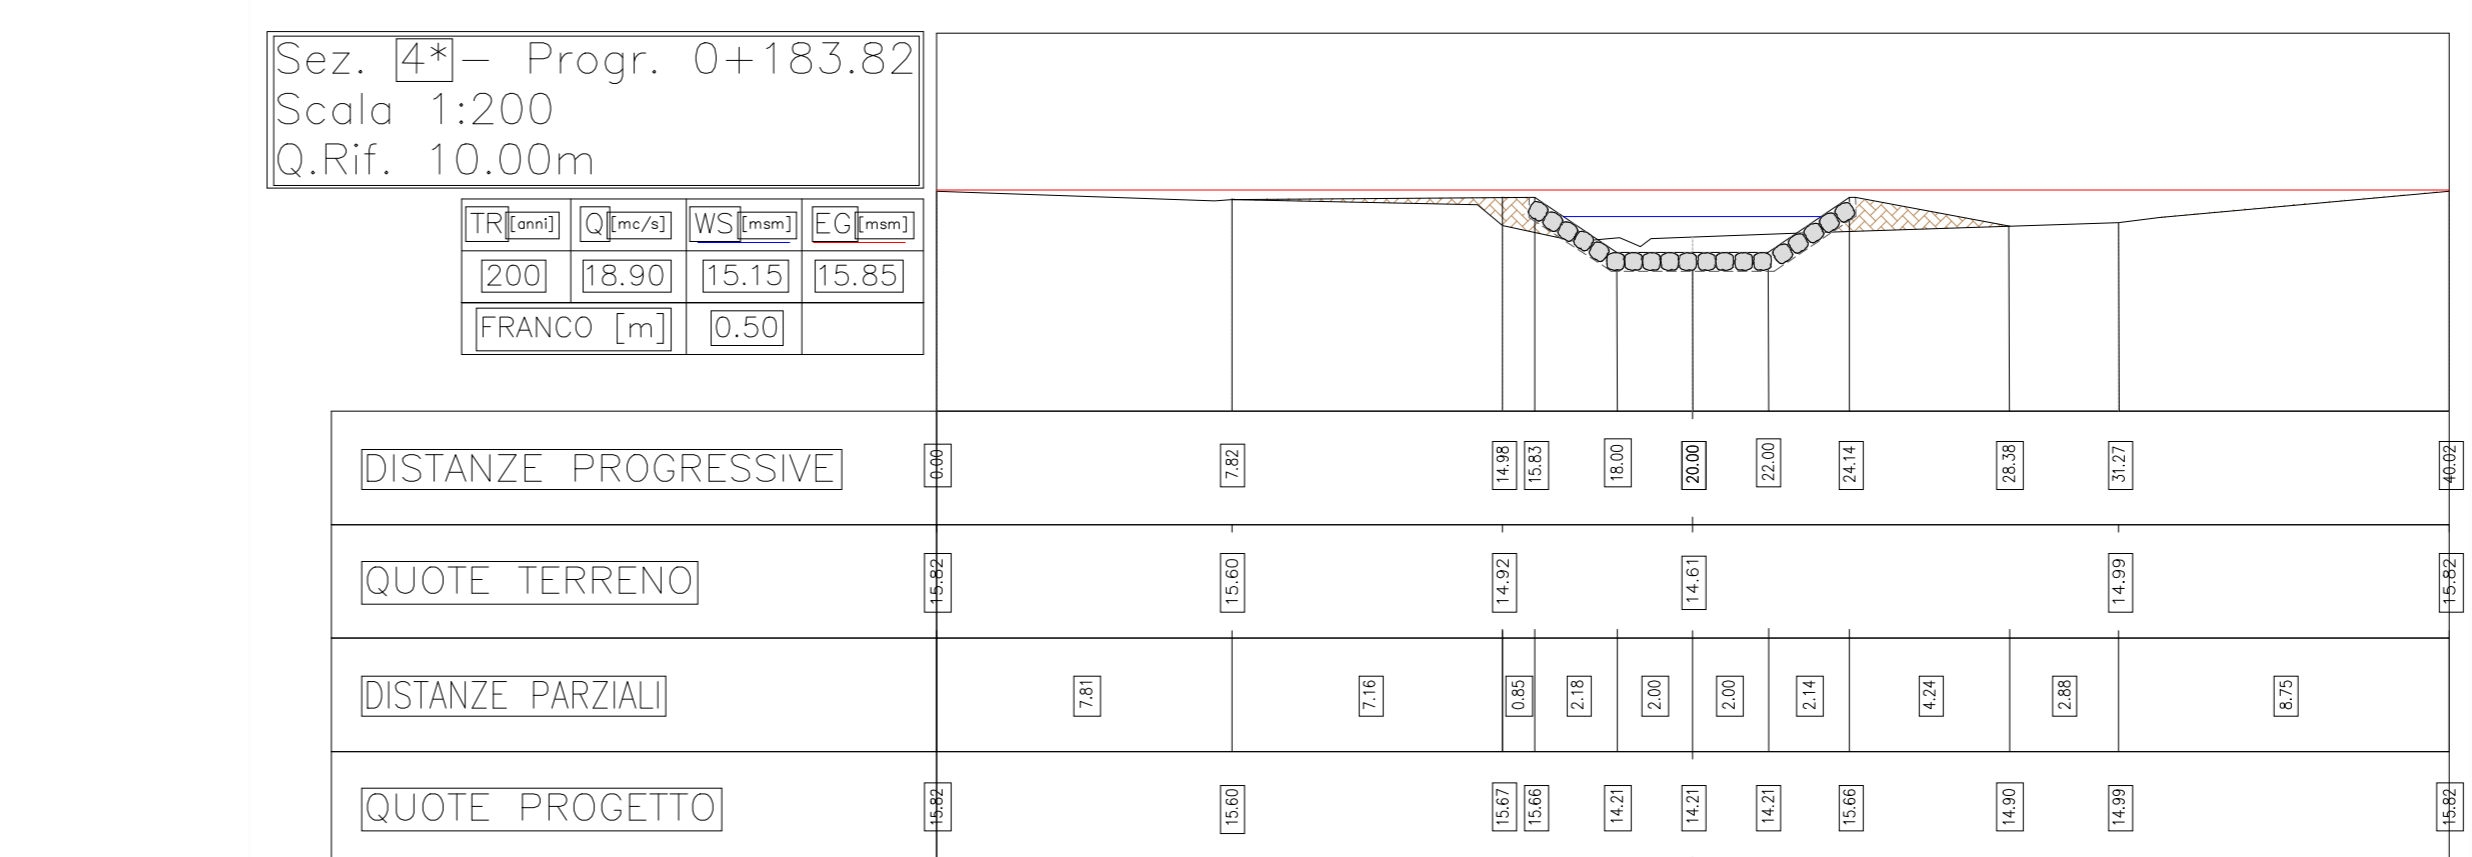 Sez. 4* - Progr. 0+183.82
Scala 1:200
Q.Rif. 10.00m
TR [anni] Q [mc/s] WS [msm] EG [msm]
200 18.90 15.15 15.85
FRANCO [m] 0.50
DISTANZE PROGRESSIVE 0.00 7.82 14.98 15.83 18.00 20.00 22.00 24.14 28.38 31.27 40.02
QUOTE TERRENO 15.82 15.60 14.92 14.61 14.99 15.82
DISTANZE PARZIALI 7.81 7.16 0.85 2.18 2.00 2.00 2.14 4.24 2.88 8.75
QUOTE PROGETTO 15.82 15.60 15.67 15.66 14.21 14.21 14.21 15.66 14.90 14.99 15.82